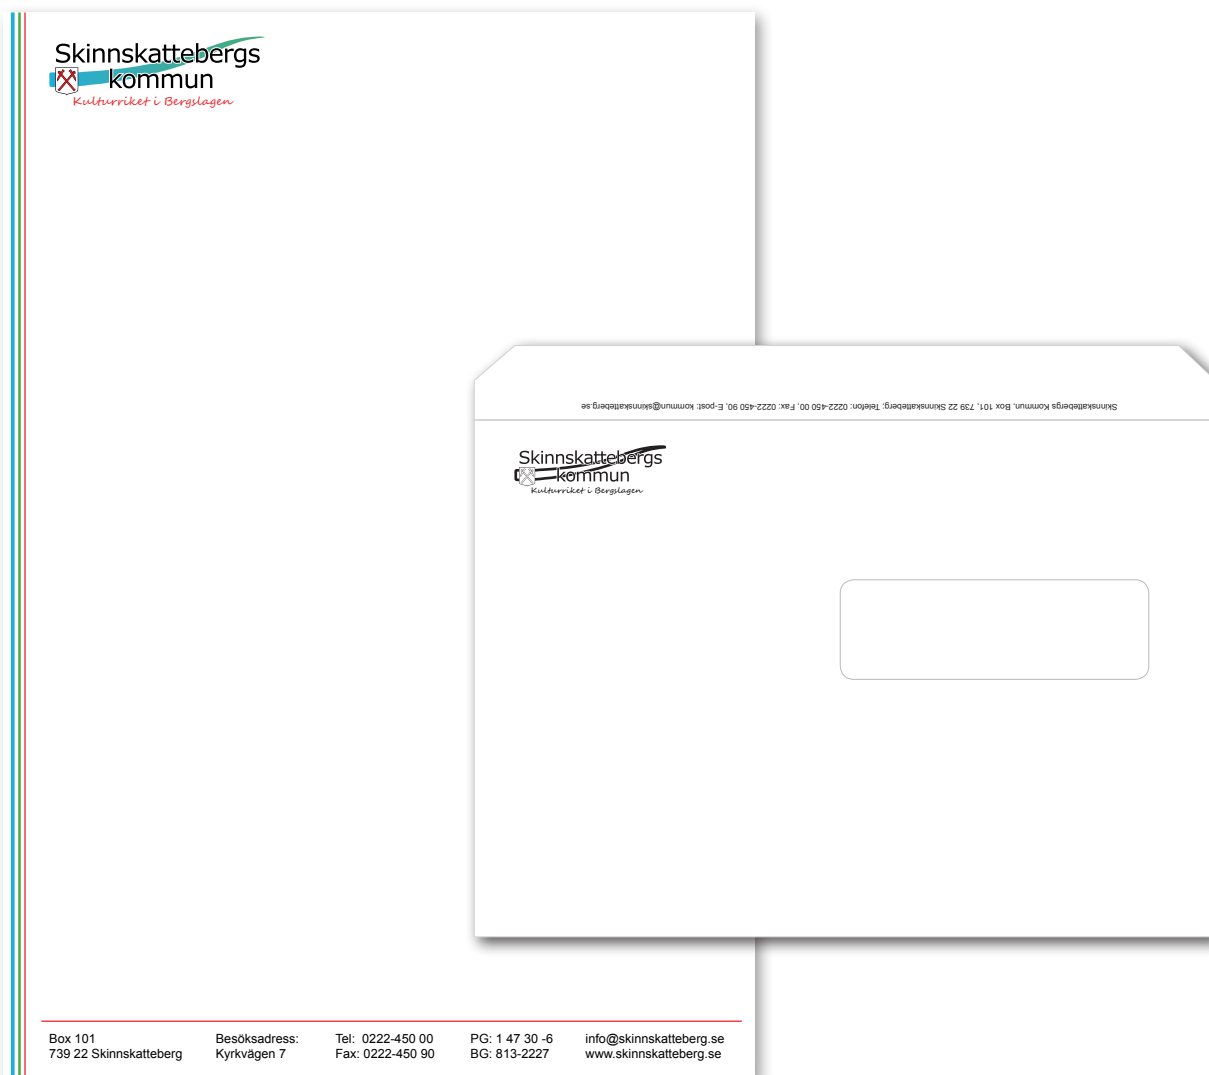 Skinnskattebergs
kommun
Kulturriket i Bergslagen
Skinnskattebergs Kommun, Box 101, 739 22 Skinnskatteberg; Telefon: 0222-450 00, Fax: 0222-450 90, E-post: kommun@skinnskatteberg.se
Skinnskattebergs
kommun
Kulturriket i Bergslagen
Box 101 Besöksadress: Tel: 0222-450 00 PG: 1 47 30 -6 info@skinnskatteberg.se
739 22 Skinnskatteberg Kyrkvägen 7 Fax: 0222-450 90 BG: 813-2227 www.skinnskatteberg.se